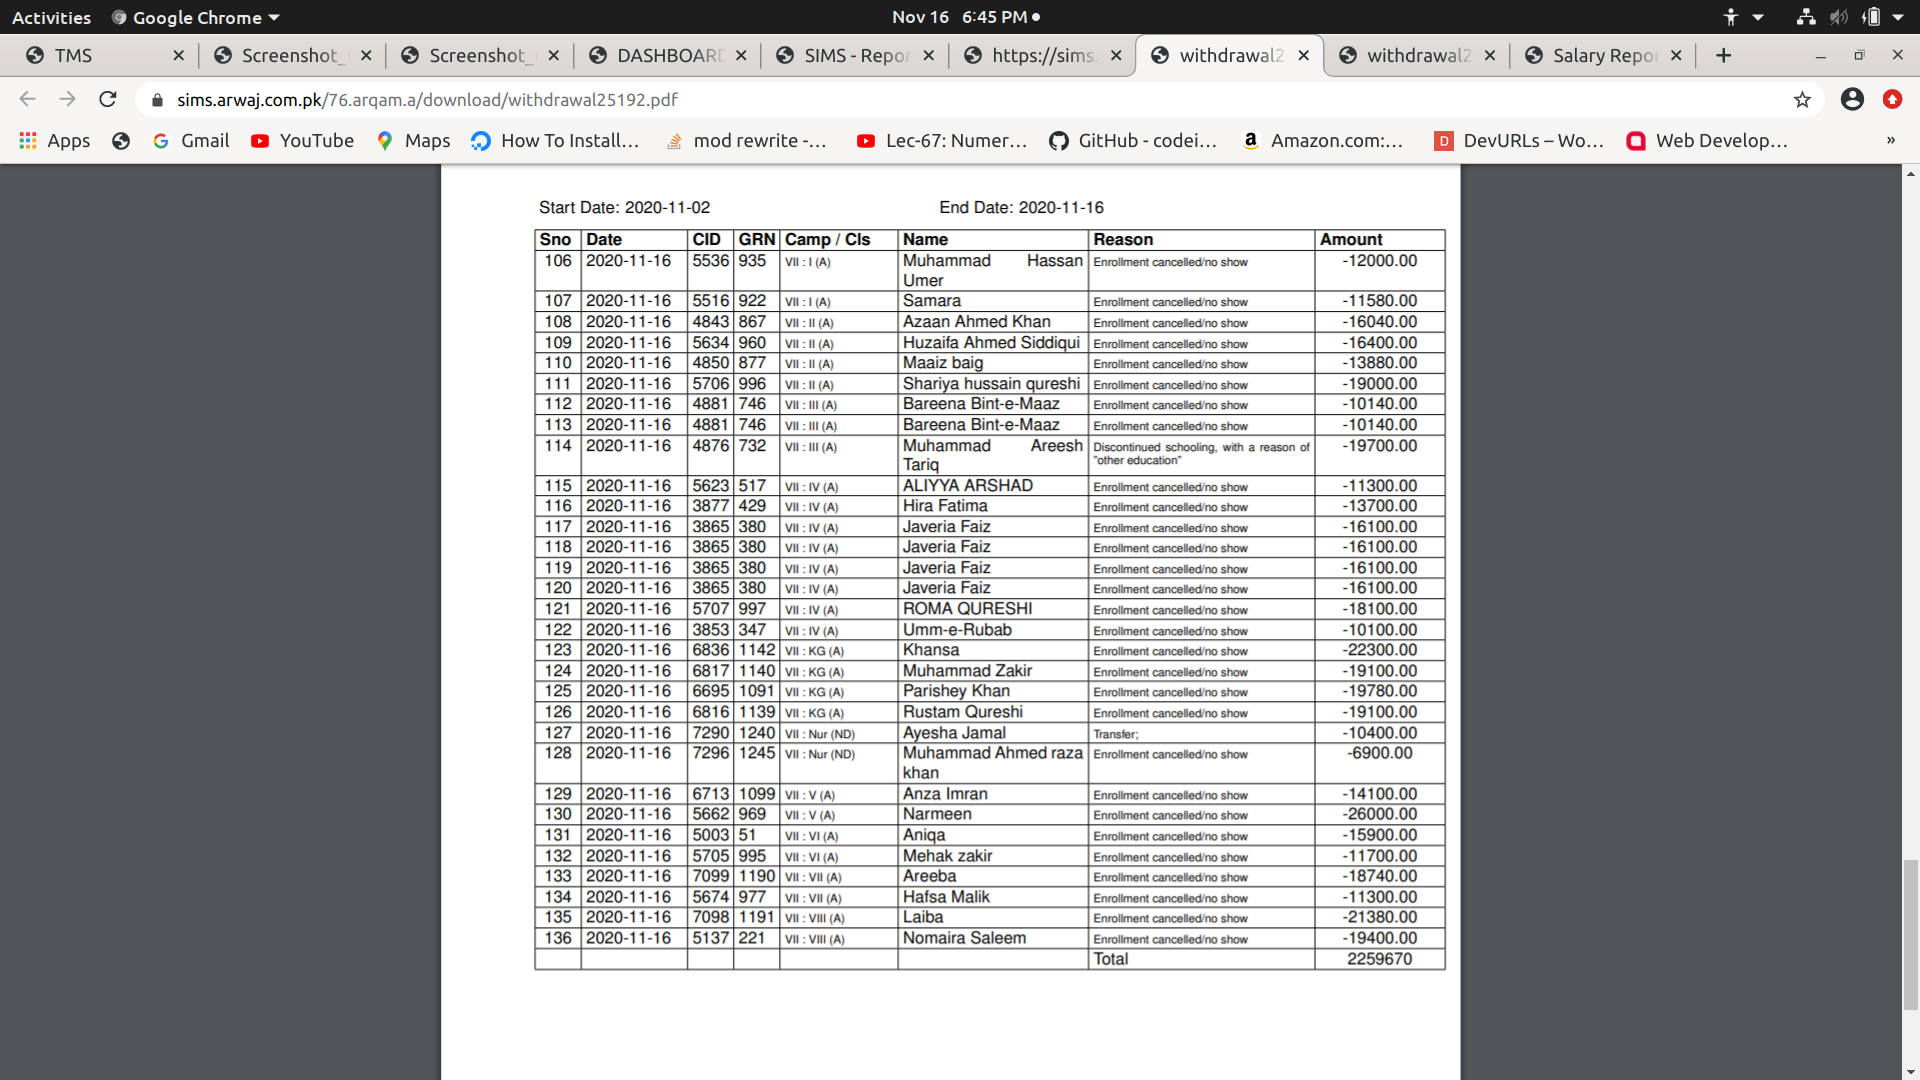 Activities Google Chrome Nov 16 6:45 PM
TMS Screenshot_ Screenshot_ DASHBOARD SIMS - Repor https://sims. withdrawal2 withdrawal2 Salary Repor
sims.arwaj.com.pk/76.arqam.a/download/withdrawal25192.pdf
Apps Gmail YouTube Maps How To Install... mod rewrite -... Lec-67: Numer... GitHub - codei... Amazon.com:... DevURLs – Wo... Web Develop... »
Start Date: 2020-11-02 End Date: 2020-11-16
Sno Date CID GRN Camp / Cls Name Reason Amount
106 2020-11-16 5536 935 VII : I (A) Muhammad Hassan Enrollment cancelled/no show -12000.00
Umer
107 2020-11-16 5516 922 VII : I (A) Samara Enrollment cancelled/no show -11580.00
108 2020-11-16 4843 867 VII : II (A) Azaan Ahmed Khan Enrollment cancelled/no show -16040.00
109 2020-11-16 5634 960 VII : II (A) Huzaifa Ahmed Siddiqui Enrollment cancelled/no show -16400.00
110 2020-11-16 4850 877 VII : II (A) Maaiz baig Enrollment cancelled/no show -13880.00
111 2020-11-16 5706 996 VII : II (A) Shariya hussain qureshi Enrollment cancelled/no show -19000.00
112 2020-11-16 4881 746 VII : III (A) Bareena Bint-e-Maaz Enrollment cancelled/no show -10140.00
113 2020-11-16 4881 746 VII : III (A) Bareena Bint-e-Maaz Enrollment cancelled/no show -10140.00
114 2020-11-16 4876 732 VII : III (A) Muhammad Areesh Discontinued schooling, with a reason of -19700.00
Tariq "other education"
115 2020-11-16 5623 517 VII : IV (A) ALIYYA ARSHAD Enrollment cancelled/no show -11300.00
116 2020-11-16 3877 429 VII : IV (A) Hira Fatima Enrollment cancelled/no show -13700.00
117 2020-11-16 3865 380 VII : IV (A) Javeria Faiz Enrollment cancelled/no show -16100.00
118 2020-11-16 3865 380 VII : IV (A) Javeria Faiz Enrollment cancelled/no show -16100.00
119 2020-11-16 3865 380 VII : IV (A) Javeria Faiz Enrollment cancelled/no show -16100.00
120 2020-11-16 3865 380 VII : IV (A) Javeria Faiz Enrollment cancelled/no show -16100.00
121 2020-11-16 5707 997 VII : IV (A) ROMA QURESHI Enrollment cancelled/no show -18100.00
122 2020-11-16 3853 347 VII : IV (A) Umm-e-Rubab Enrollment cancelled/no show -10100.00
123 2020-11-16 6836 1142 VII : KG (A) Khansa Enrollment cancelled/no show -22300.00
124 2020-11-16 6817 1140 VII : KG (A) Muhammad Zakir Enrollment cancelled/no show -19100.00
125 2020-11-16 6695 1091 VII : KG (A) Parishey Khan Enrollment cancelled/no show -19780.00
126 2020-11-16 6816 1139 VII : KG (A) Rustam Qureshi Enrollment cancelled/no show -19100.00
127 2020-11-16 7290 1240 VII : Nur (ND) Ayesha Jamal Transfer; -10400.00
128 2020-11-16 7296 1245 VII : Nur (ND) Muhammad Ahmed raza Enrollment cancelled/no show -6900.00
khan
129 2020-11-16 6713 1099 VII : V (A) Anza Imran Enrollment cancelled/no show -14100.00
130 2020-11-16 5662 969 VII : V (A) Narmeen Enrollment cancelled/no show -26000.00
131 2020-11-16 5003 51 VII : VI (A) Aniqa Enrollment cancelled/no show -15900.00
132 2020-11-16 5705 995 VII : VI (A) Mehak zakir Enrollment cancelled/no show -11700.00
133 2020-11-16 7099 1190 VII : VII (A) Areeba Enrollment cancelled/no show -18740.00
134 2020-11-16 5674 977 VII : VII (A) Hafsa Malik Enrollment cancelled/no show -11300.00
135 2020-11-16 7098 1191 VII : VIII (A) Laiba Enrollment cancelled/no show -21380.00
136 2020-11-16 5137 221 VII : VIII (A) Nomaira Saleem Enrollment cancelled/no show -19400.00
Total 2259670